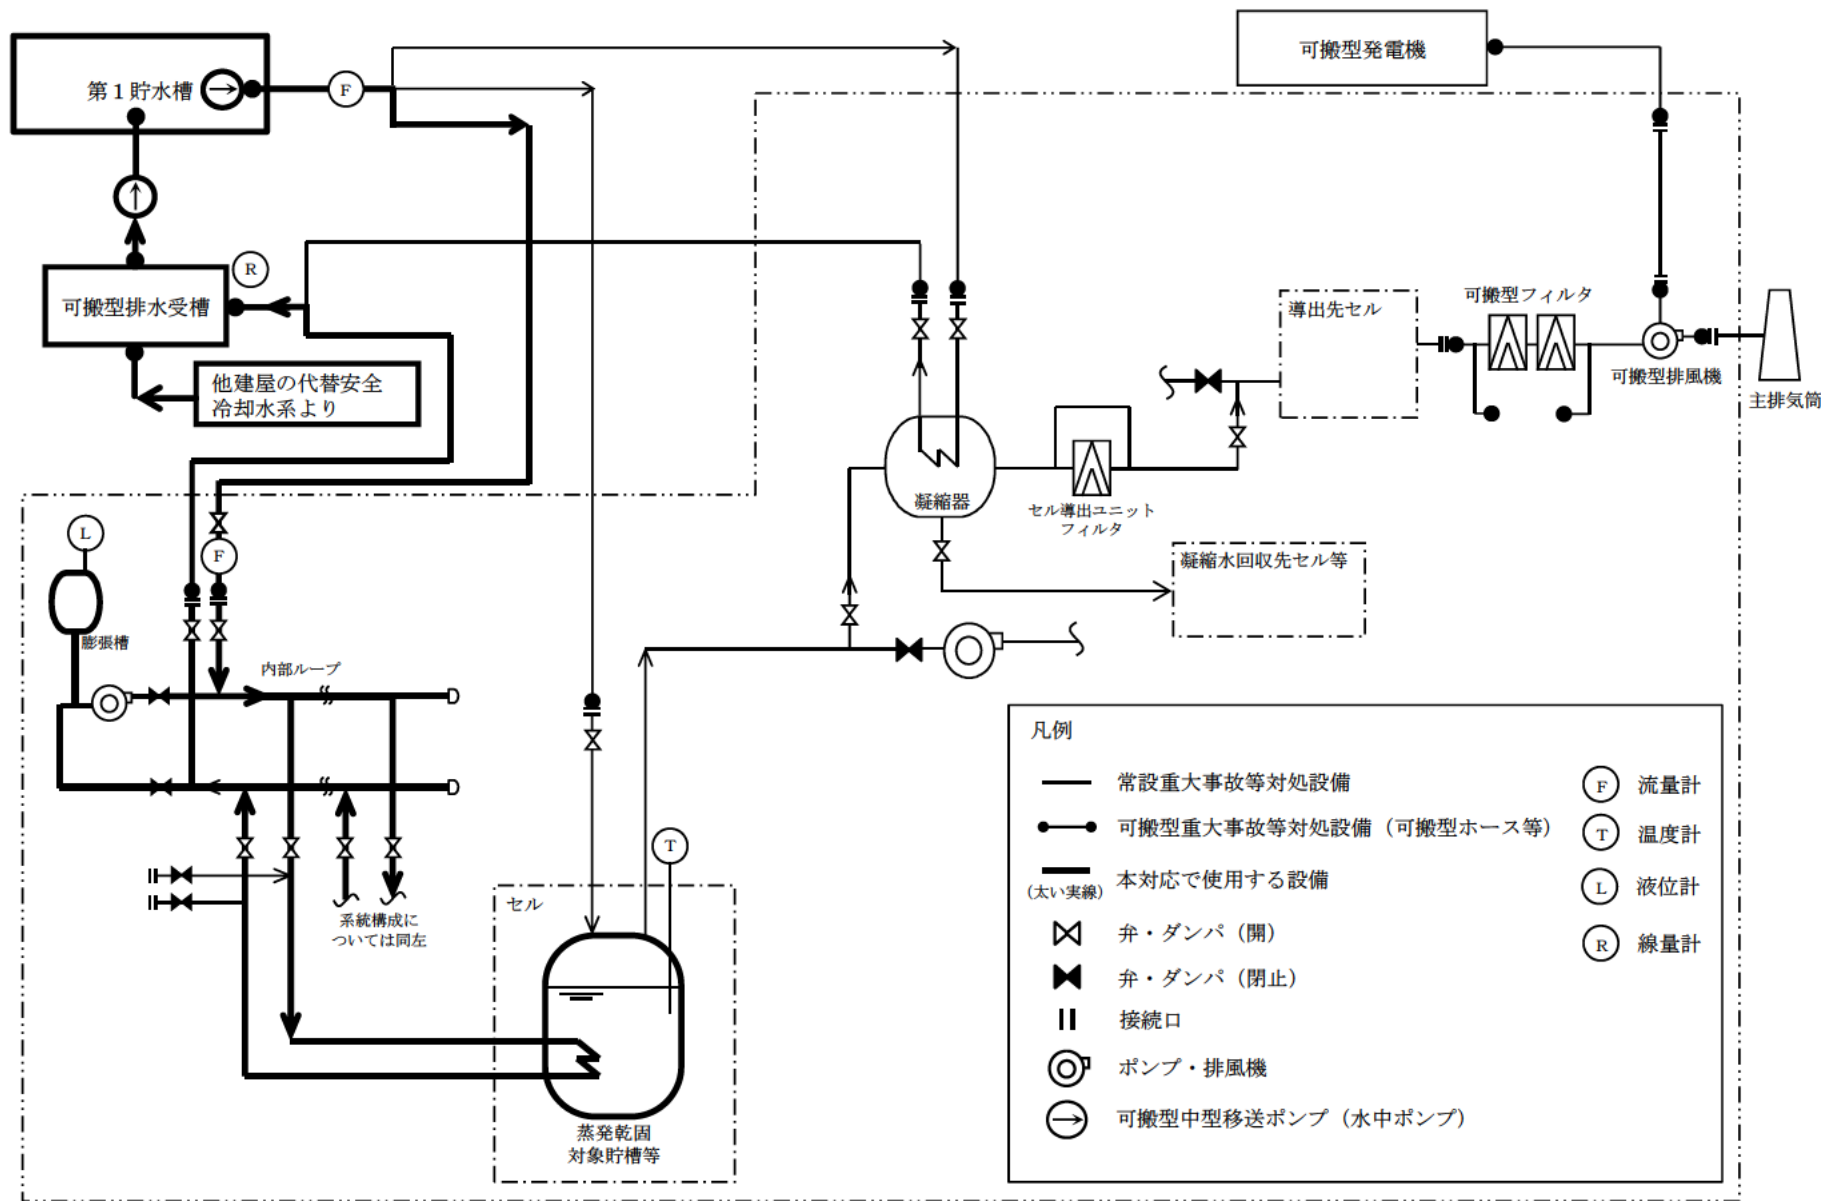 可搬型発電機
第１貯水槽
F
R
可搬型排水受槽
他建屋の代替安全
冷却水系より
導出先セル
可搬型フィルタ
可搬型排風機
主排気筒
凝縮器
セル導出ユニット
フィルタ
凝縮水回収先セル等
L
F
膨張槽
内部ループ
T
セル
系統構成に
ついては同左
蒸発乾固
対象貯槽等
凡例
常設重大事故等対処設備
可搬型重大事故等対処設備（可搬型ホース等）
本対応で使用する設備
（太い実線）
弁・ダンパ（開）
弁・ダンパ（閉止）
接続口
ポンプ・排風機
可搬型中型移送ポンプ（水中ポンプ）
F 流量計
T 温度計
L 液位計
R 線量計